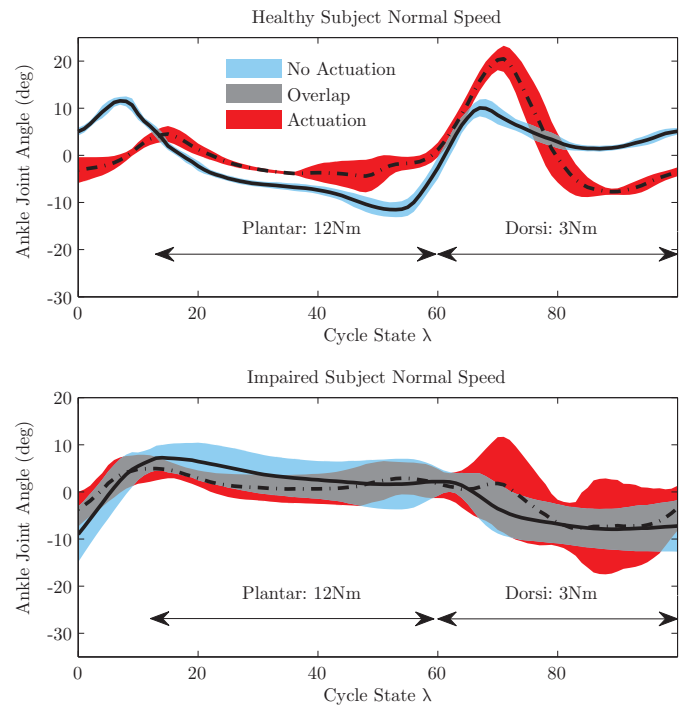 Healthy Subject Normal Speed
Ankle Joint Angle (deg)
20
10
0
-10
-20
-30
No Actuation
Overlap
Actuation
Plantar: 12Nm
Dorsi: 3Nm
0
20
40
60
80
Cycle State λ
Impaired Subject Normal Speed
Ankle Joint Angle (deg)
20
10
0
-10
-20
-30
Plantar: 12Nm
Dorsi: 3Nm
0
20
40
60
80
Cycle State λ